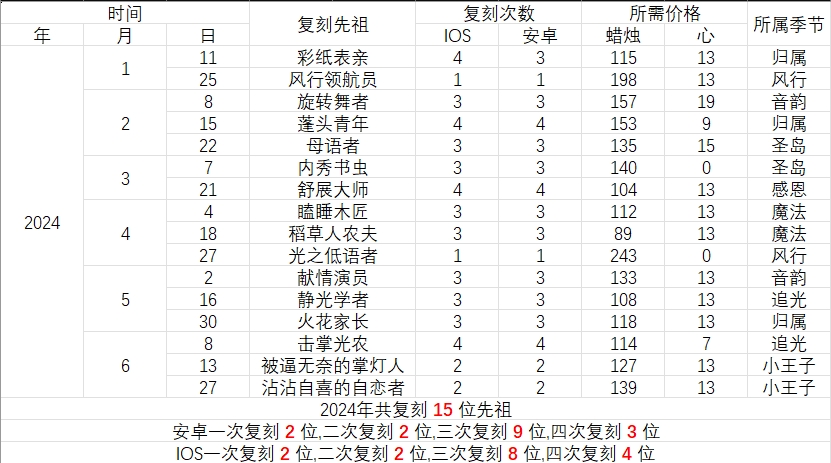 时间 复刻先祖 复刻次数 所需价格 所属季节
年 月 日 IOS 安卓 蜡烛 心
2024 1 11 彩纸表亲 4 3 115 13 归属
25 风行领航员 1 1 198 13 风行
2 8 旋转舞者 3 3 157 19 音韵
15 蓬头青年 4 4 153 9 归属
22 母语者 3 3 135 15 圣岛
3 7 内秀书虫 3 3 140 0 圣岛
21 舒展大师 4 4 104 13 感恩
4 4 瞌睡木匠 3 3 112 13 魔法
18 稻草人农夫 3 3 89 13 魔法
27 光之低语者 1 1 243 0 风行
5 2 献情演员 3 3 133 13 音韵
16 静光学者 3 3 108 13 追光
30 火花家长 3 3 118 13 归属
6 8 击掌光农 4 4 114 7 追光
13 被逼无奈的掌灯人 2 2 127 13 小王子
27 沾沾自喜的自恋者 2 2 139 13 小王子
2024年共复刻 15 位先祖
安卓一次复刻 2 位,二次复刻 2 位,三次复刻 9 位,四次复刻 3 位
IOS一次复刻 2 位,二次复刻 2 位,三次复刻 8 位,四次复刻 4 位